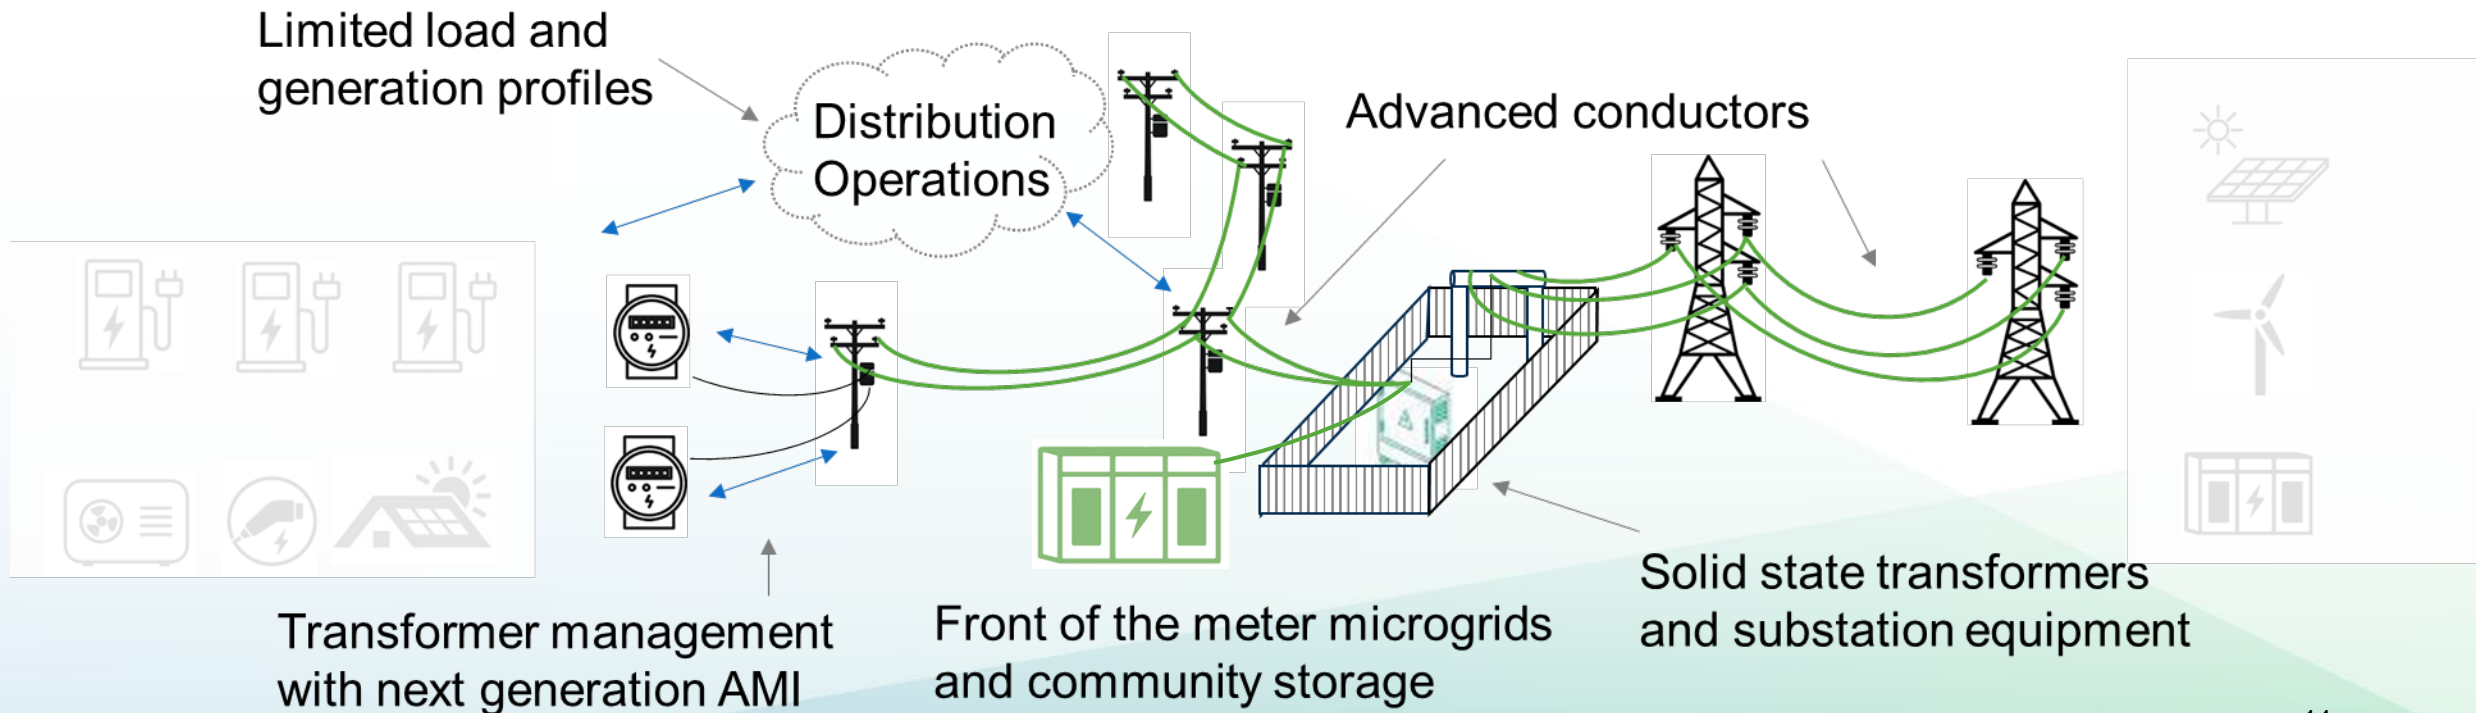 Limited load and
generation profiles
Distribution
Operations
Advanced conductors
Solid state transformers
and substation equipment
Transformer management
with next generation AMI
Front of the meter microgrids
and community storage